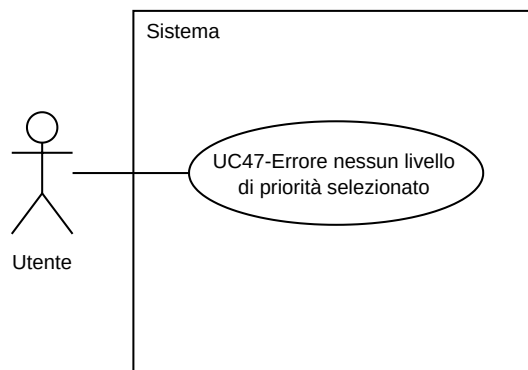 Sistema
UC47-Errore nessun livello
di priorità selezionato
Utente